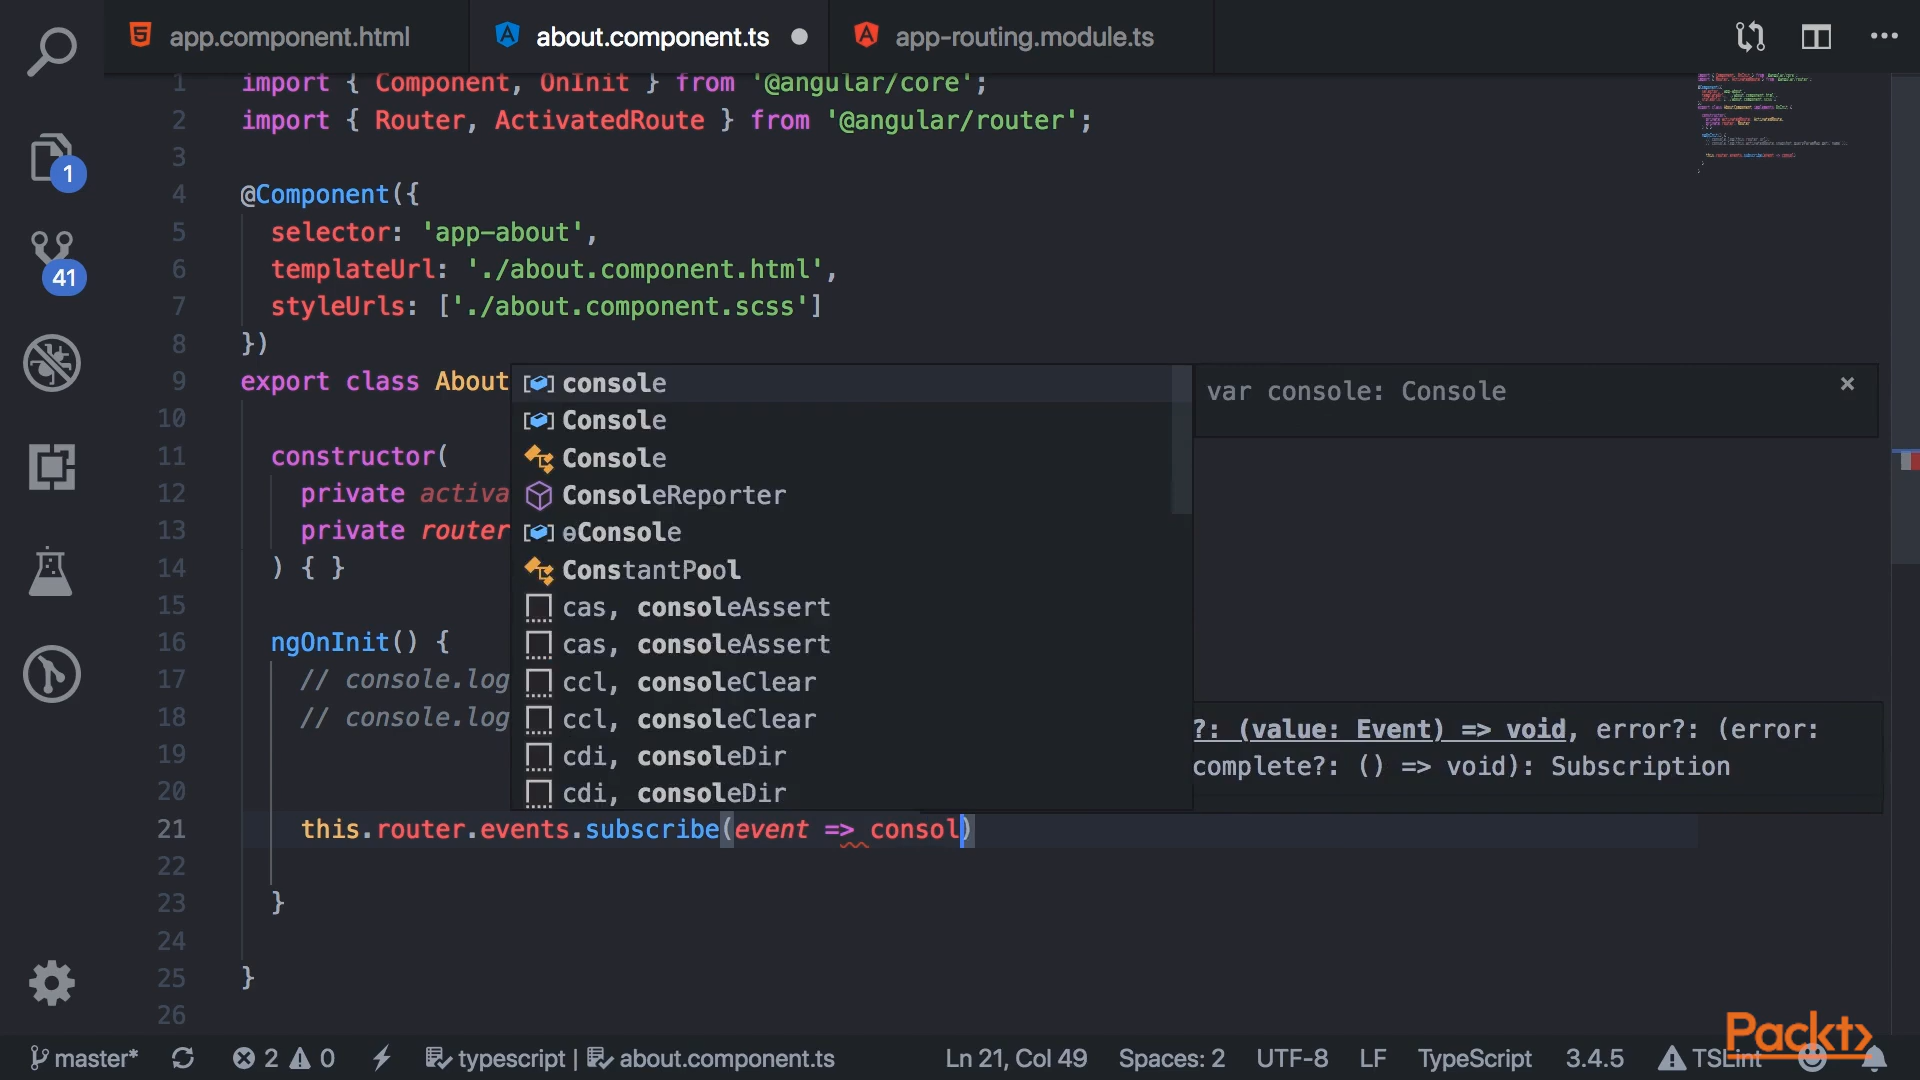 app.component.html
about.component.ts
app-routing.module.ts
1 import { Component, OnInit } from '@angular/core';
2 import { Router, ActivatedRoute } from '@angular/router';
3
4 @Component({
5 selector: 'app-about',
6 templateUrl: './about.component.html',
7 styleUrls: ['./about.component.scss']
8 })
9 export class About
10
11 constructor(
12 private activa
13 private router
14 ) { }
15
16 ngOnInit() {
17 // console.log
18 // console.log
19
20
21 this.router.events.subscribe(event => consol)
22
23 }
24
25 }
26
console
Console
Console
ConsoleReporter
ɵConsole
ConstantPool
cas, consoleAssert
cas, consoleAssert
ccl, consoleClear
ccl, consoleClear
cdi, consoleDir
cdi, consoleDir
var console: Console
?: (value: Event) => void, error?: (error:
complete?: () => void): Subscription
1
41
master* 2 0 typescript | about.component.ts Ln 21, Col 49 Spaces: 2 UTF-8 LF TypeScript 3.4.5 TSLint
Packt>